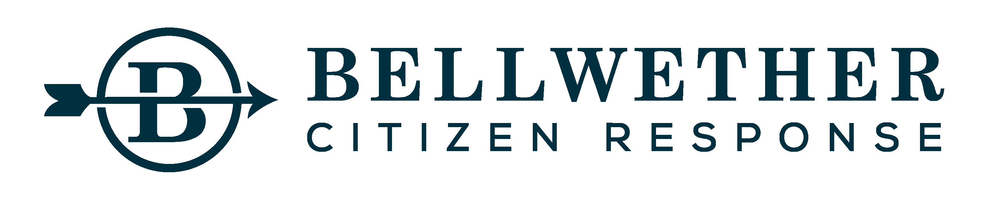 B
BELLWETHER
CITIZEN RESPONSE